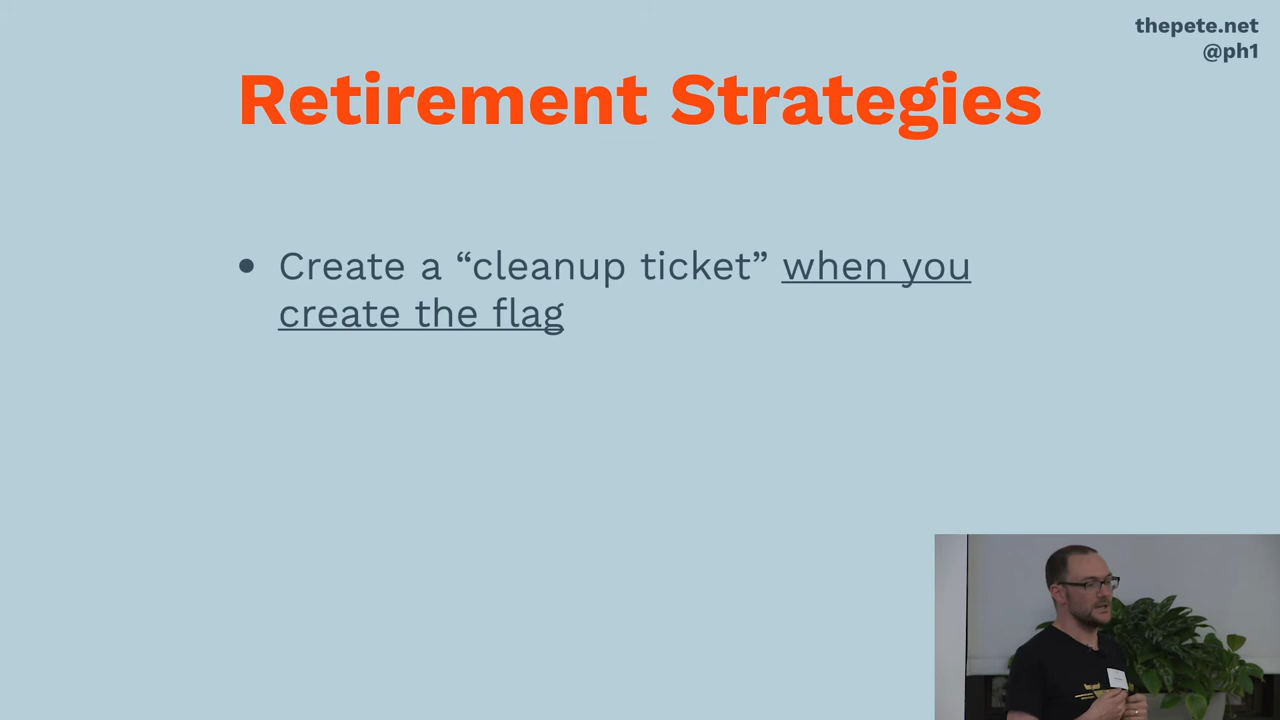 thepete.net
@ph1
Retirement Strategies
• Create a “cleanup ticket” when you
create the flag